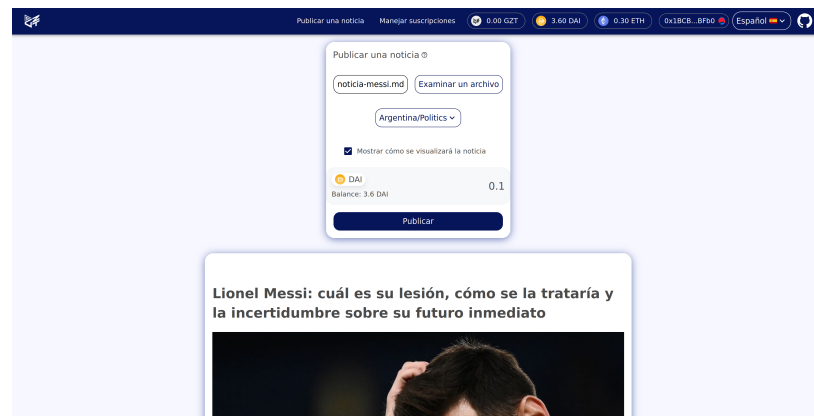 Publicar una noticia
Manejar suscripciones
0.00 GZT
3.60 DAI
0.30 ETH
0x1BCB...BFb0
Español
Publicar una noticia
noticia-messi.md
Examinar un archivo
Argentina/Politics
Mostrar cómo se visualizará la noticia
DAI
Balance: 3.6 DAI
0.1
Publicar
Lionel Messi: cuál es su lesión, cómo se la trataría y
la incertidumbre sobre su futuro inmediato